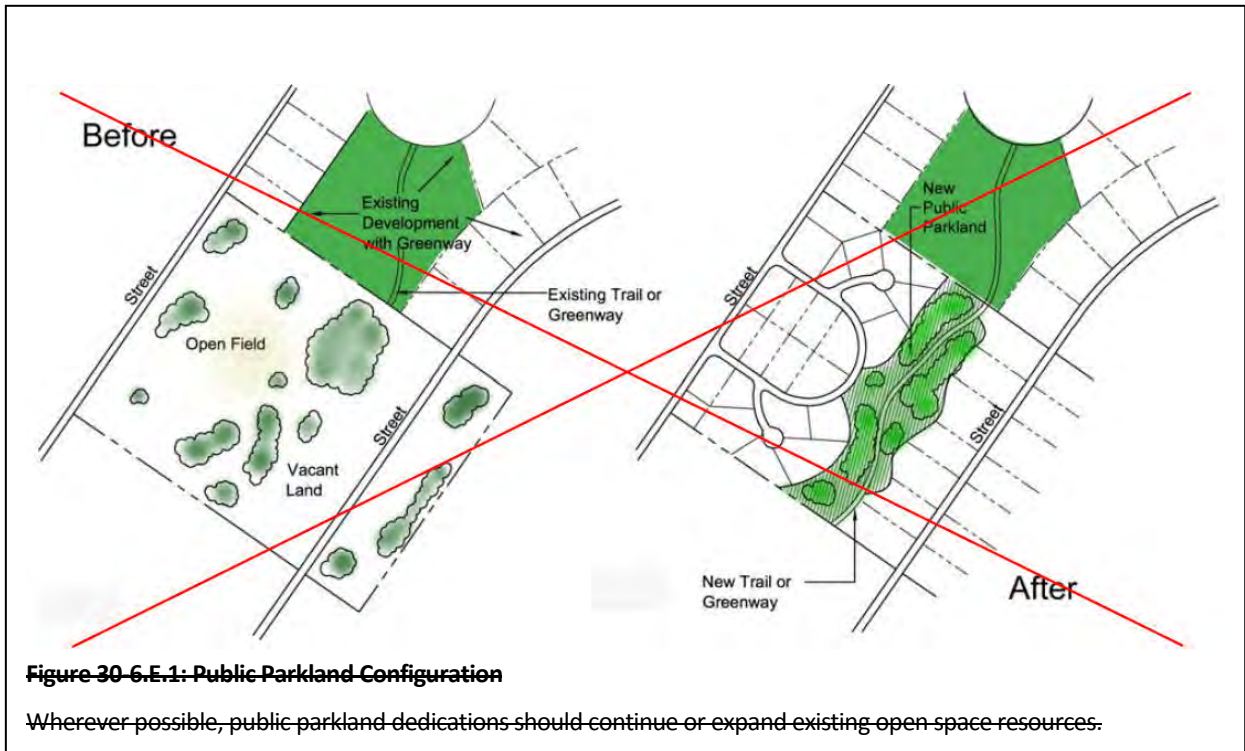 Before
Existing
Development
with Greenway
Street
Existing Trail or
Greenway
Open Field
Street
Vacant
Land
New
Public
Parkland
Street
Street
New Trail or
Greenway
After
Figure 30-6.E.1: Public Parkland Configuration
Wherever possible, public parkland dedications should continue or expand existing open space resources.